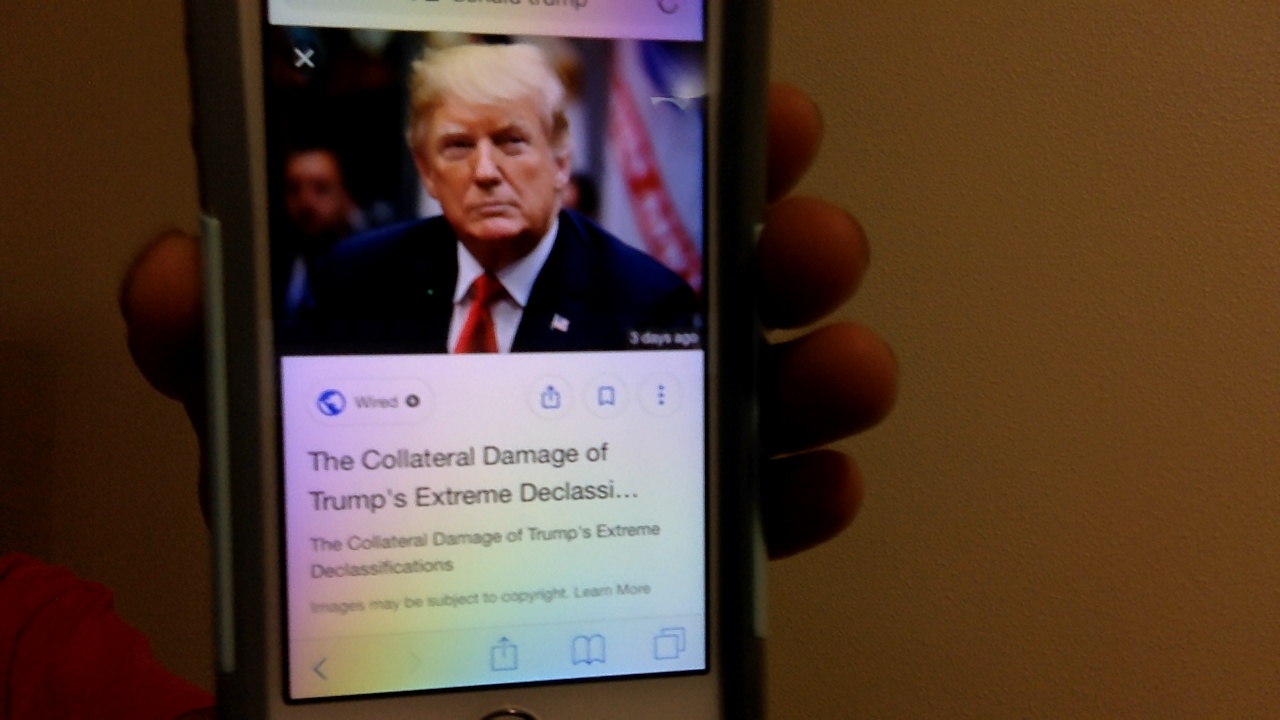 donald trump
3 days ago
Wired
The Collateral Damage of
Trump's Extreme Declassi...
The Collateral Damage of Trump's Extreme
Declassifications
Images may be subject to copyright. Learn More